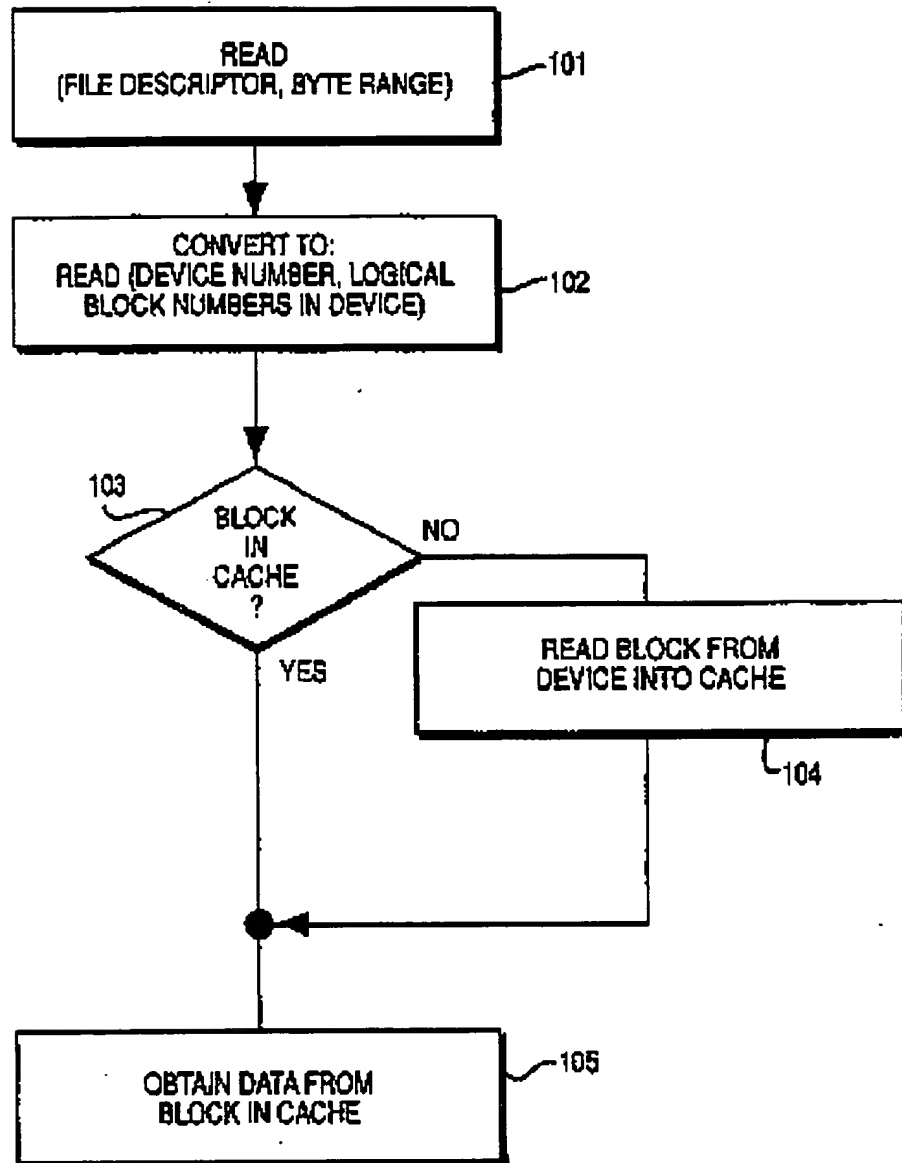 READ
(FILE DESCRIPTOR, BYTE RANGE)
101
CONVERT TO:
READ (DEVICE NUMBER, LOGICAL
BLOCK NUMBERS IN DEVICE)
102
103
BLOCK
IN
CACHE
?
NO
YES
READ BLOCK FROM
DEVICE INTO CACHE
104
OBTAIN DATA FROM
BLOCK IN CACHE
105